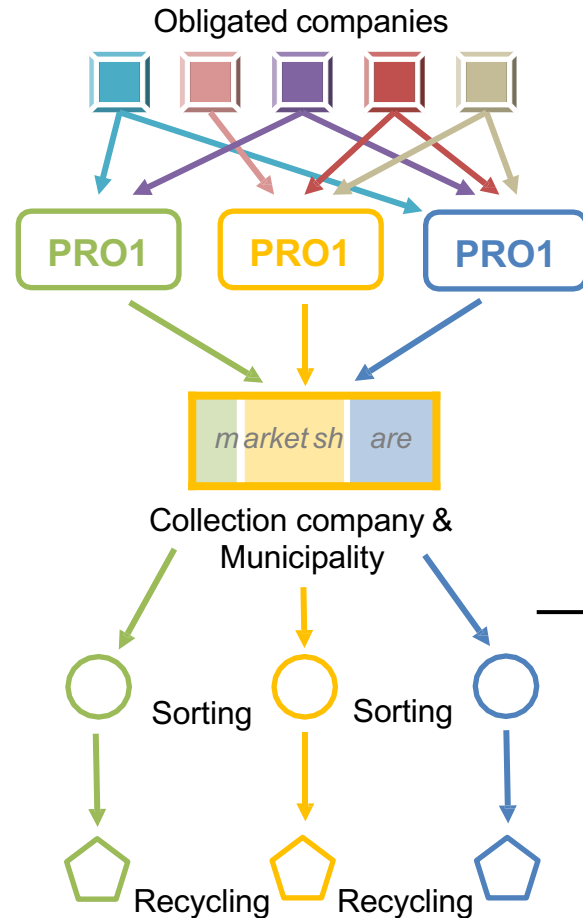 Obligated companies
PRO1 PRO1 PRO1
market share
Collection company &
Municipality
Sorting Sorting
Recycling Recycling